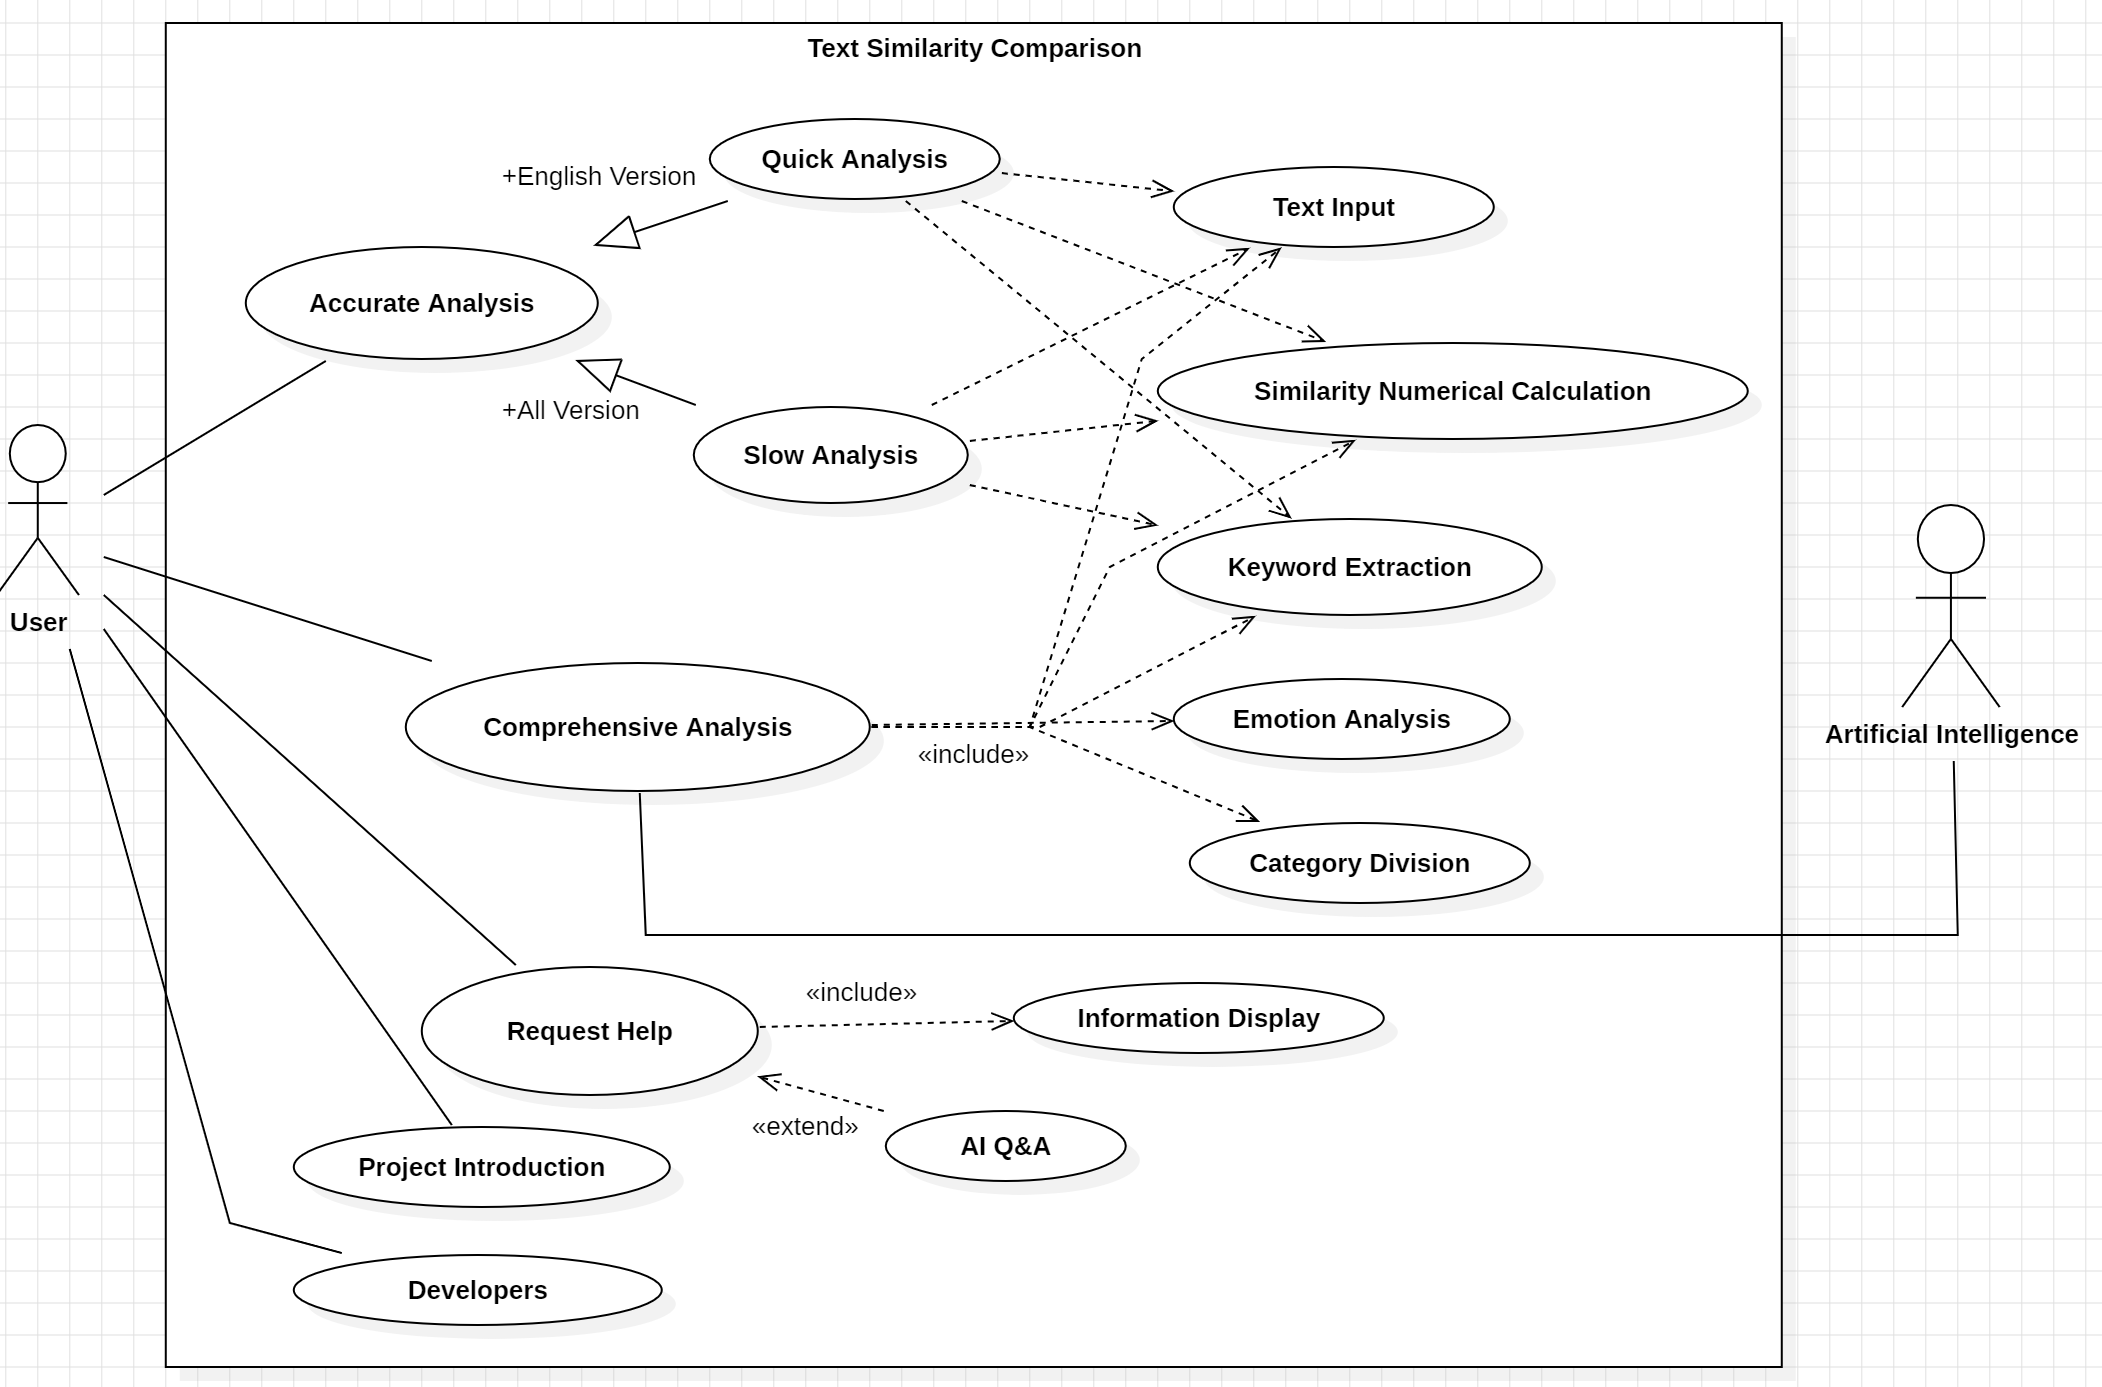 Text Similarity Comparison
Quick Analysis
+English Version
Text Input
Accurate Analysis
Similarity Numerical Calculation
+All Version
Slow Analysis
Keyword Extraction
User
Emotion Analysis
Comprehensive Analysis
Artificial Intelligence
«include»
Category Division
«include»
Information Display
Request Help
«extend»
AI Q&A
Project Introduction
Developers